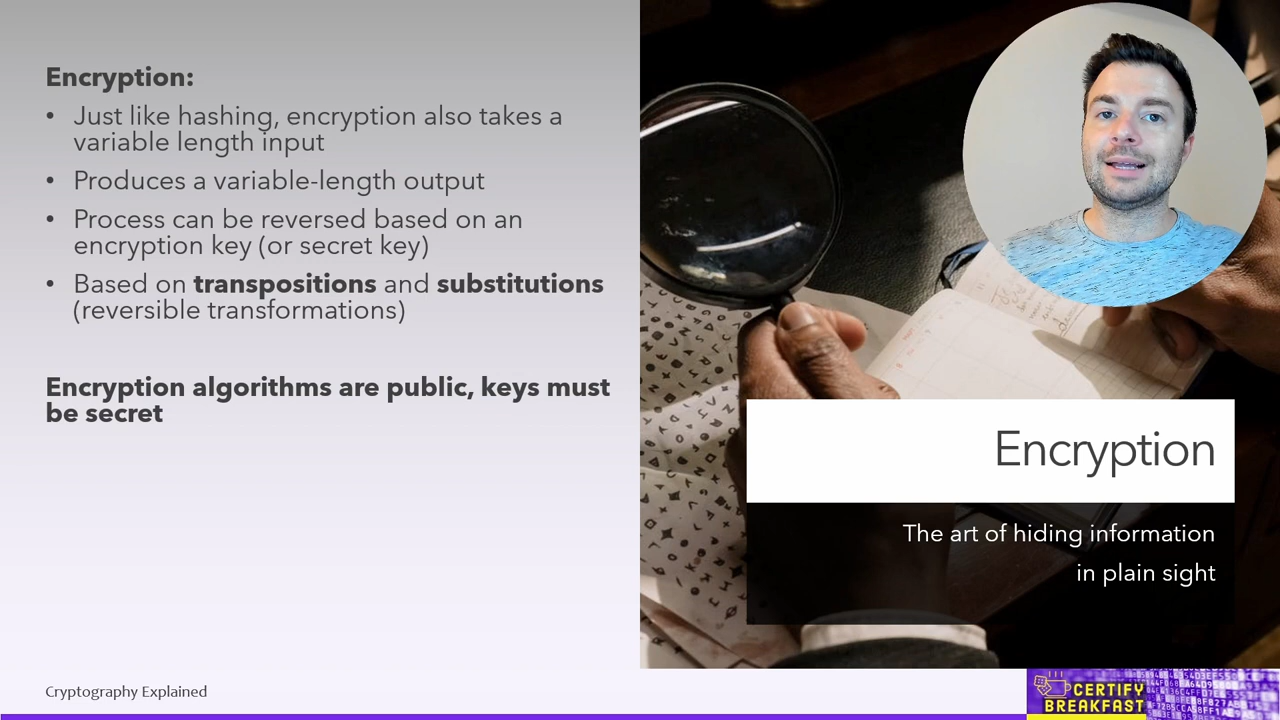 Encryption:
• Just like hashing, encryption also takes a
variable length input
• Produces a variable-length output
• Process can be reversed based on an
encryption key (or secret key)
• Based on transpositions and substitutions
(reversible transformations)
Encryption algorithms are public, keys must
be secret
Encryption
The art of hiding information
in plain sight
Cryptography Explained
CERTIFY
BREAKFAST